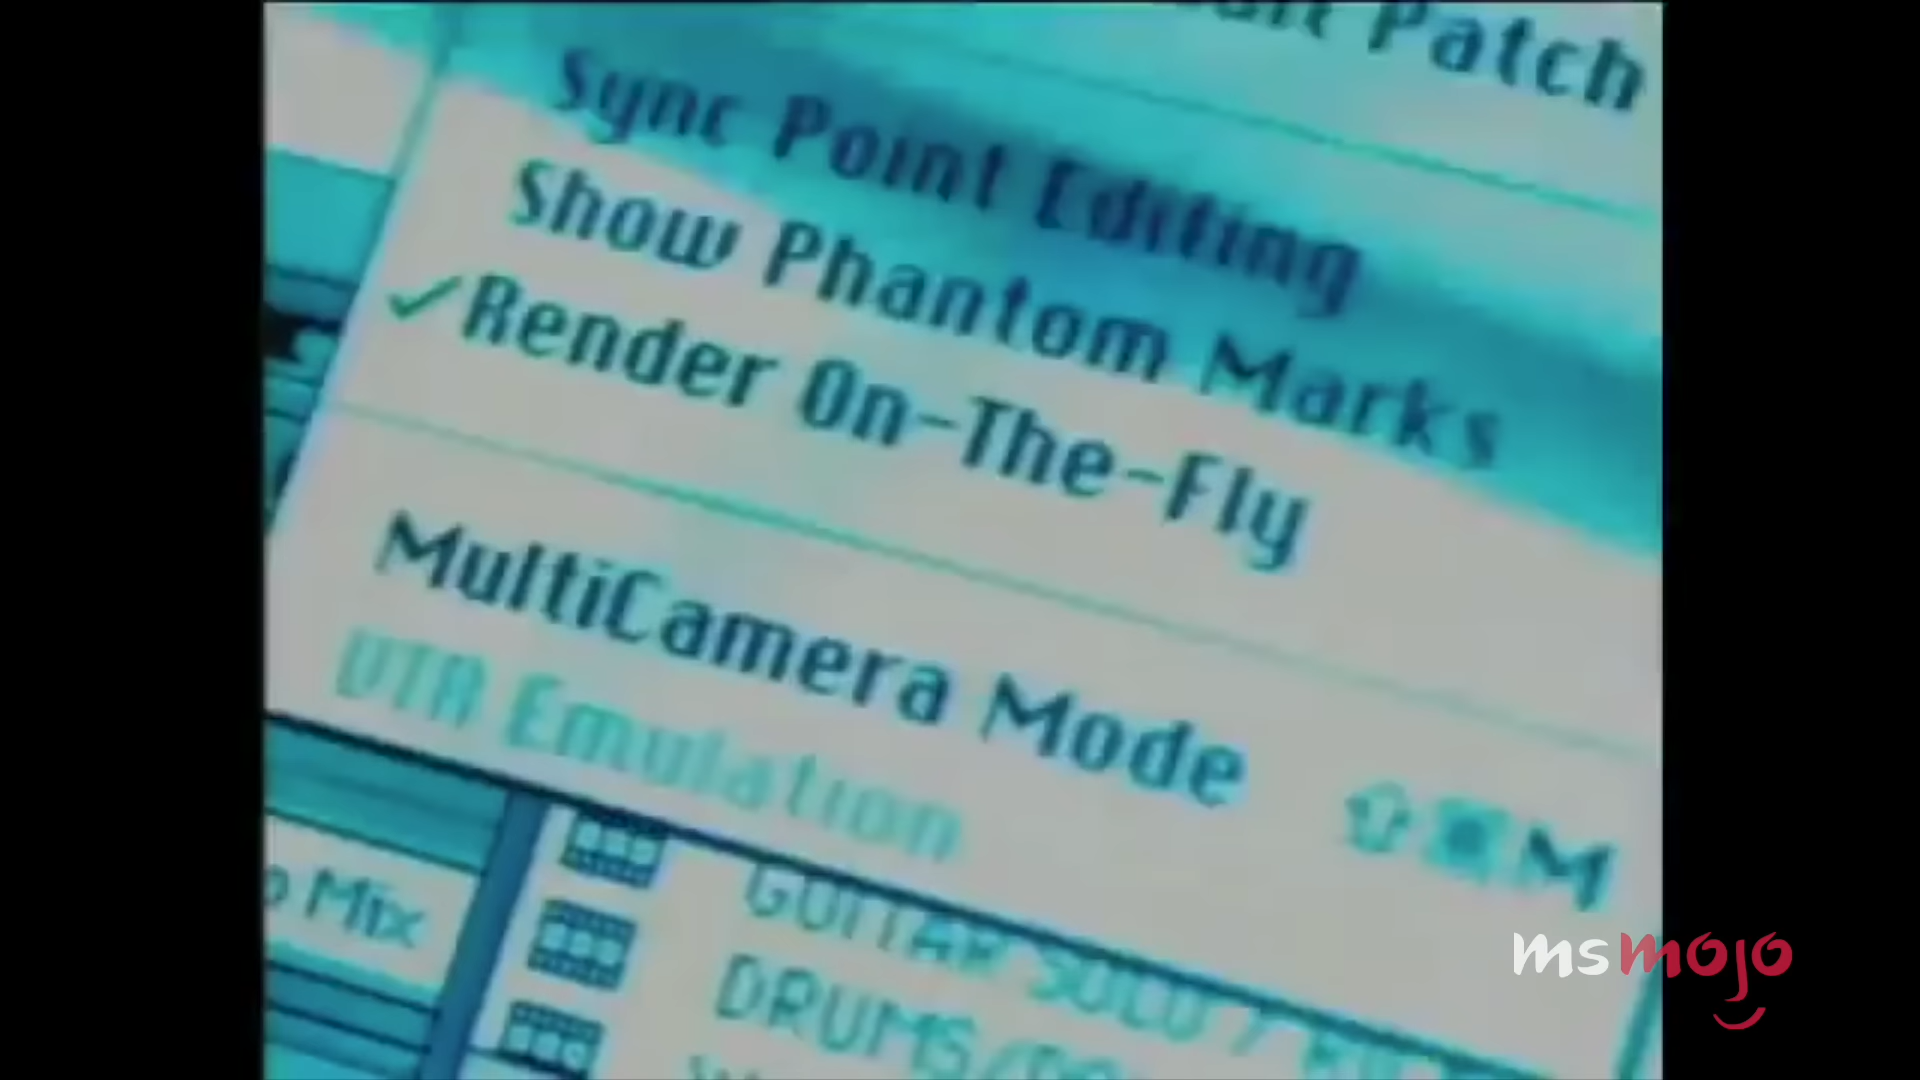 Patch
Sync Point Editing
Show Phantom Marks
✓Render On-The-Fly
MultiCamera Mode
M
Emulation
Mix
GUITAR SOLO /
DRUMS/
msmojo